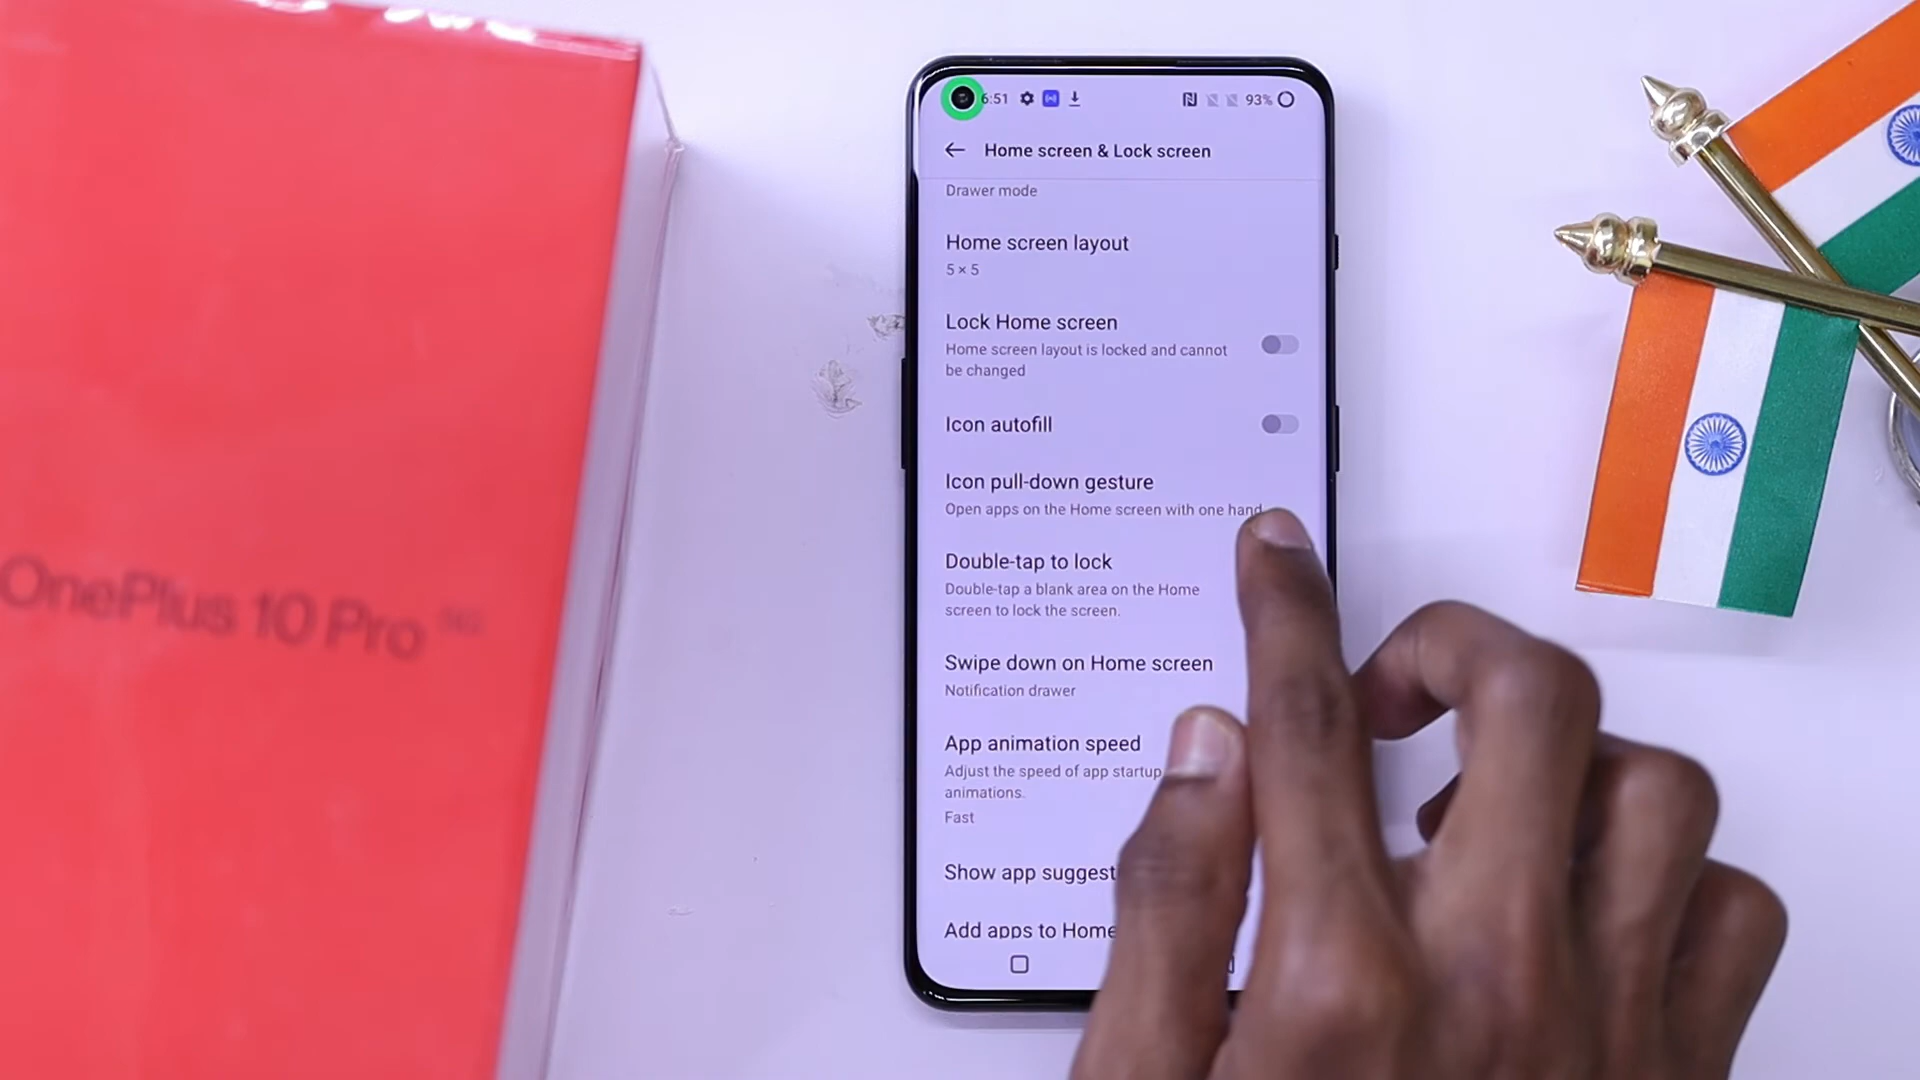 OnePlus 10 Pro 5G
6:51
93%
Home screen & Lock screen
Drawer mode
Home screen layout
5 × 5
Lock Home screen
Home screen layout is locked and cannot
be changed
Icon autofill
Icon pull-down gesture
Open apps on the Home screen with one hand
Double-tap to lock
Double-tap a blank area on the Home
screen to lock the screen.
Swipe down on Home screen
Notification drawer
App animation speed
Adjust the speed of app startup
animations.
Fast
Show app suggest
Add apps to Home